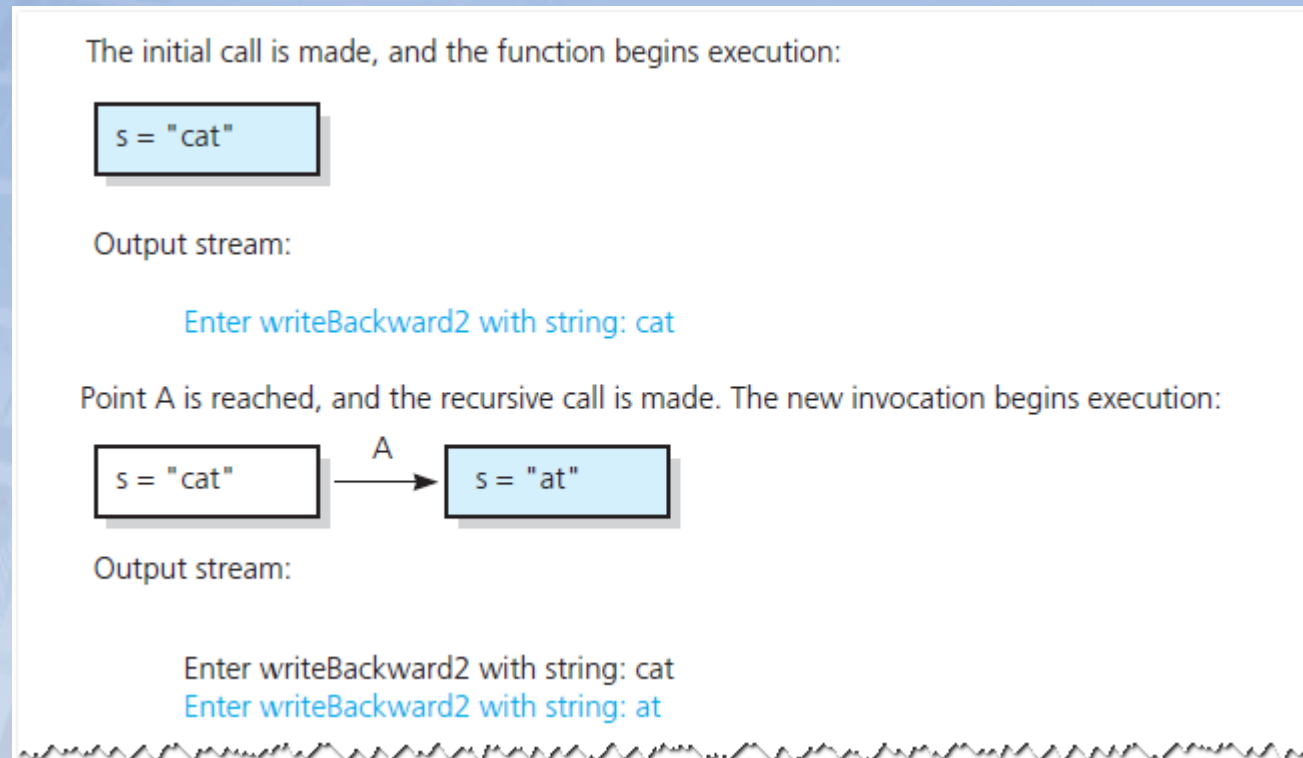 The initial call is made, and the function begins execution:
s = "cat"
Output stream:
Enter writeBackward2 with string: cat
Point A is reached, and the recursive call is made. The new invocation begins execution:
s = "cat"
A
s = "at"
Output stream:
Enter writeBackward2 with string: cat
Enter writeBackward2 with string: at